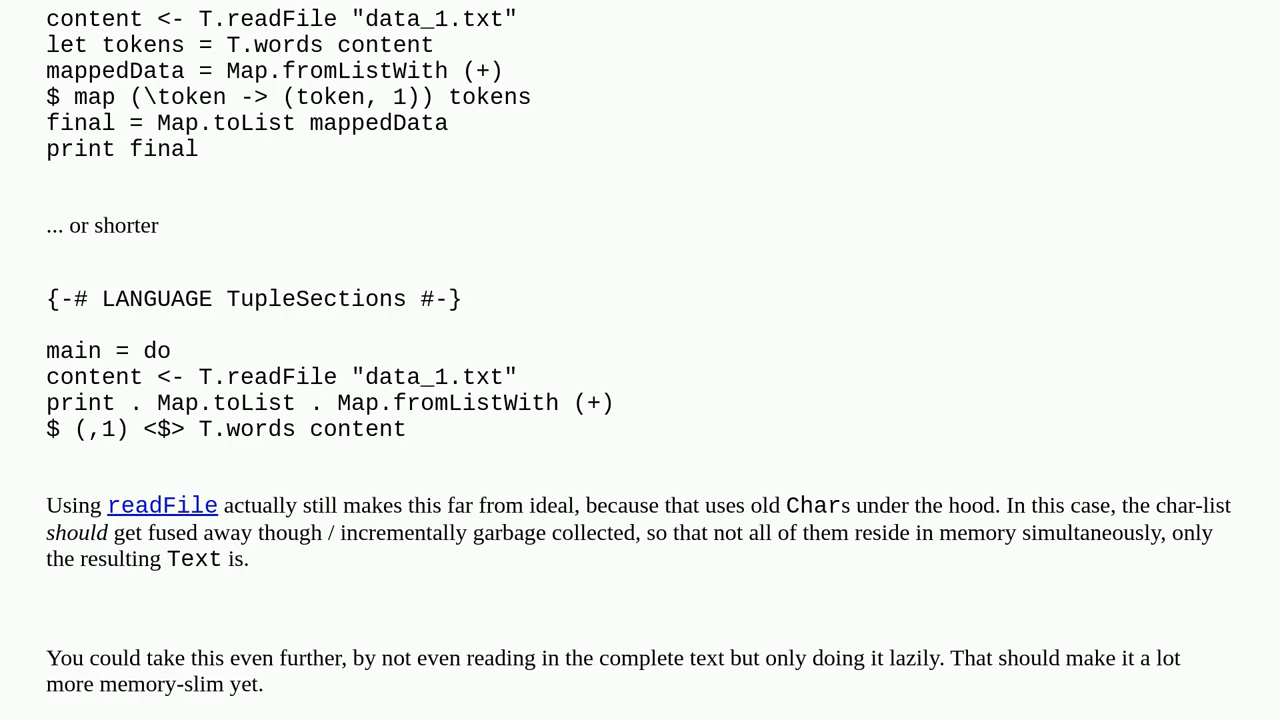 content <- T.readFile "data_1.txt"
let tokens = T.words content
mappedData = Map.fromListWith (+)
$ map (\token -> (token, 1)) tokens
final = Map.toList mappedData
print final
... or shorter
{-# LANGUAGE TupleSections #-}
main = do
content <- T.readFile "data_1.txt"
print . Map.toList . Map.fromListWith (+)
$ (,1) <$> T.words content
Using readFile actually still makes this far from ideal, because that uses old Chars under the hood. In this case, the char-list
should get fused away though / incrementally garbage collected, so that not all of them reside in memory simultaneously, only
the resulting Text is.
You could take this even further, by not even reading in the complete text but only doing it lazily. That should make it a lot
more memory-slim yet.